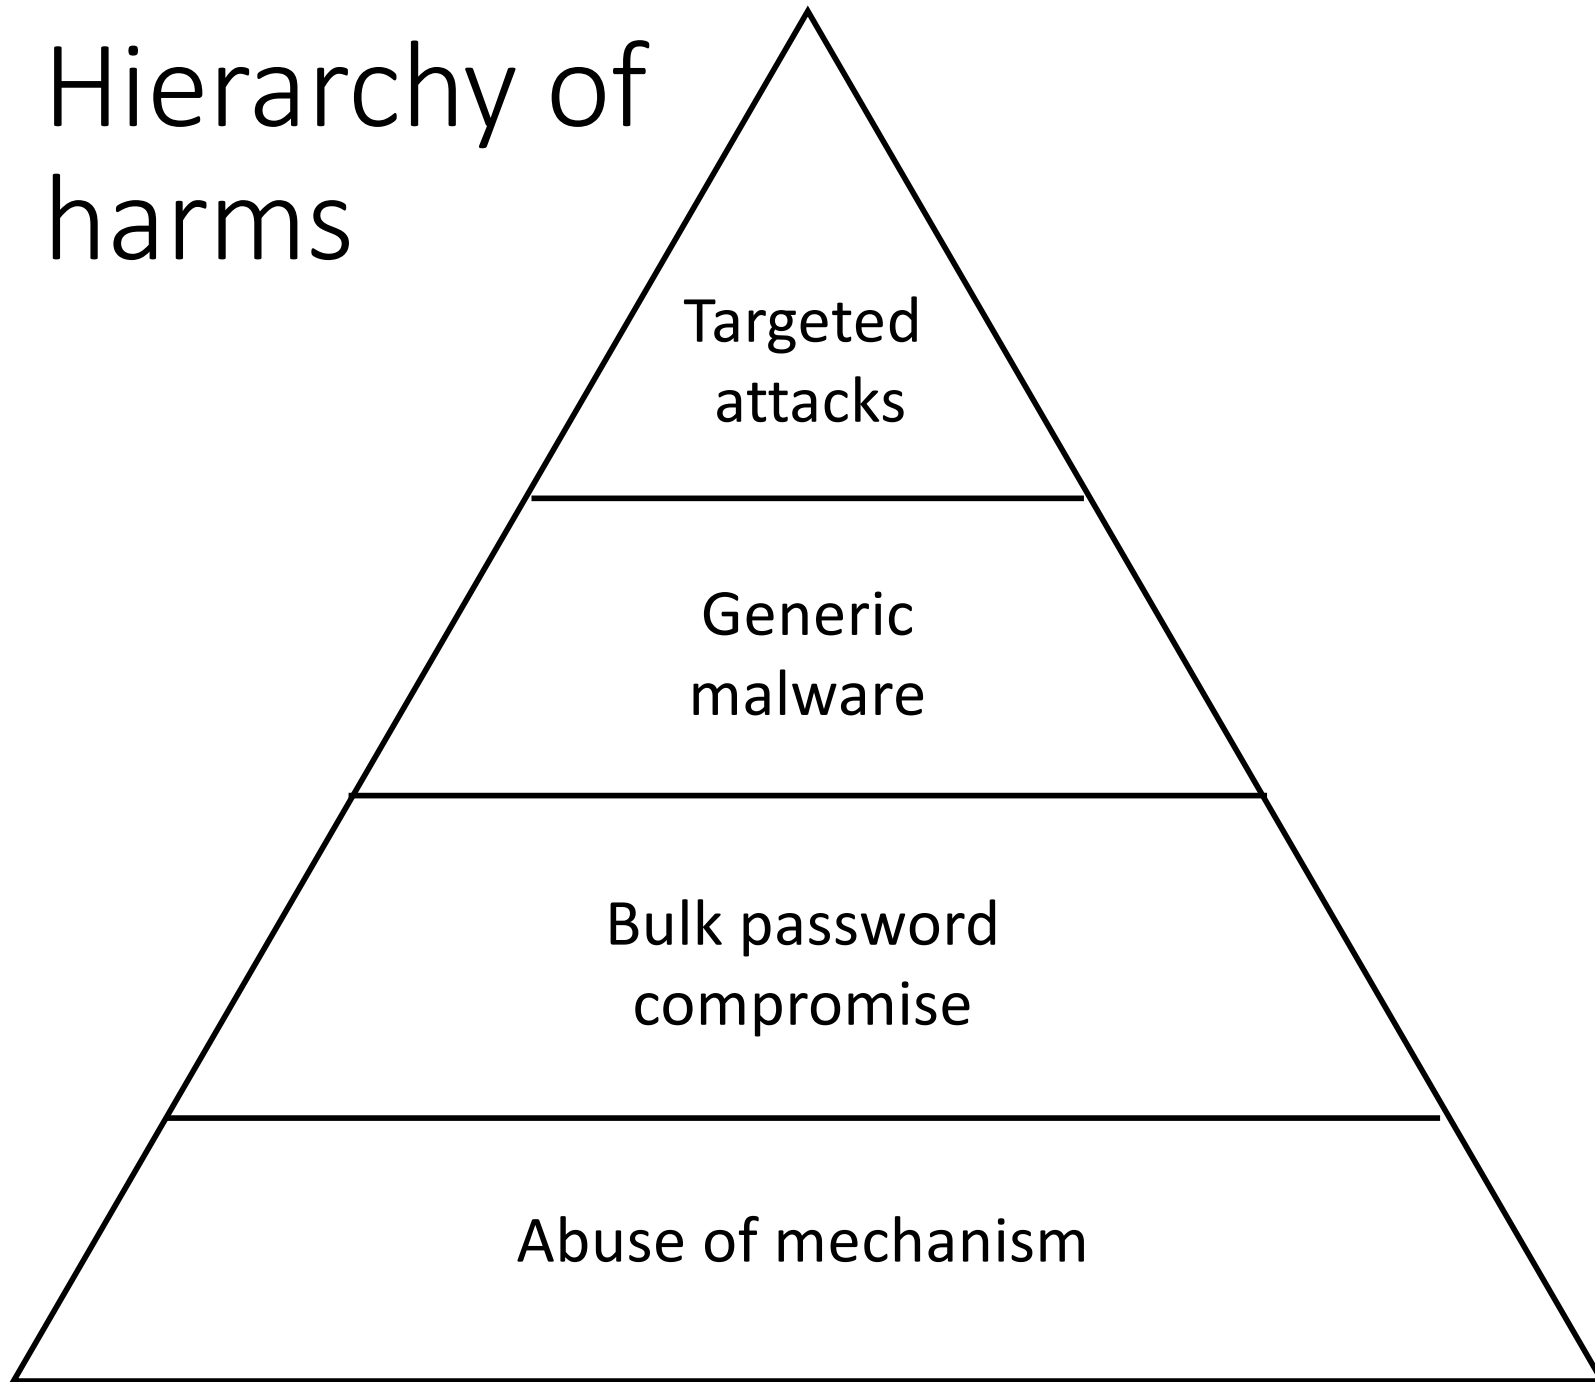 Hierarchy of
harms
Targeted
attacks
Generic
malware
Bulk password
compromise
Abuse of mechanism